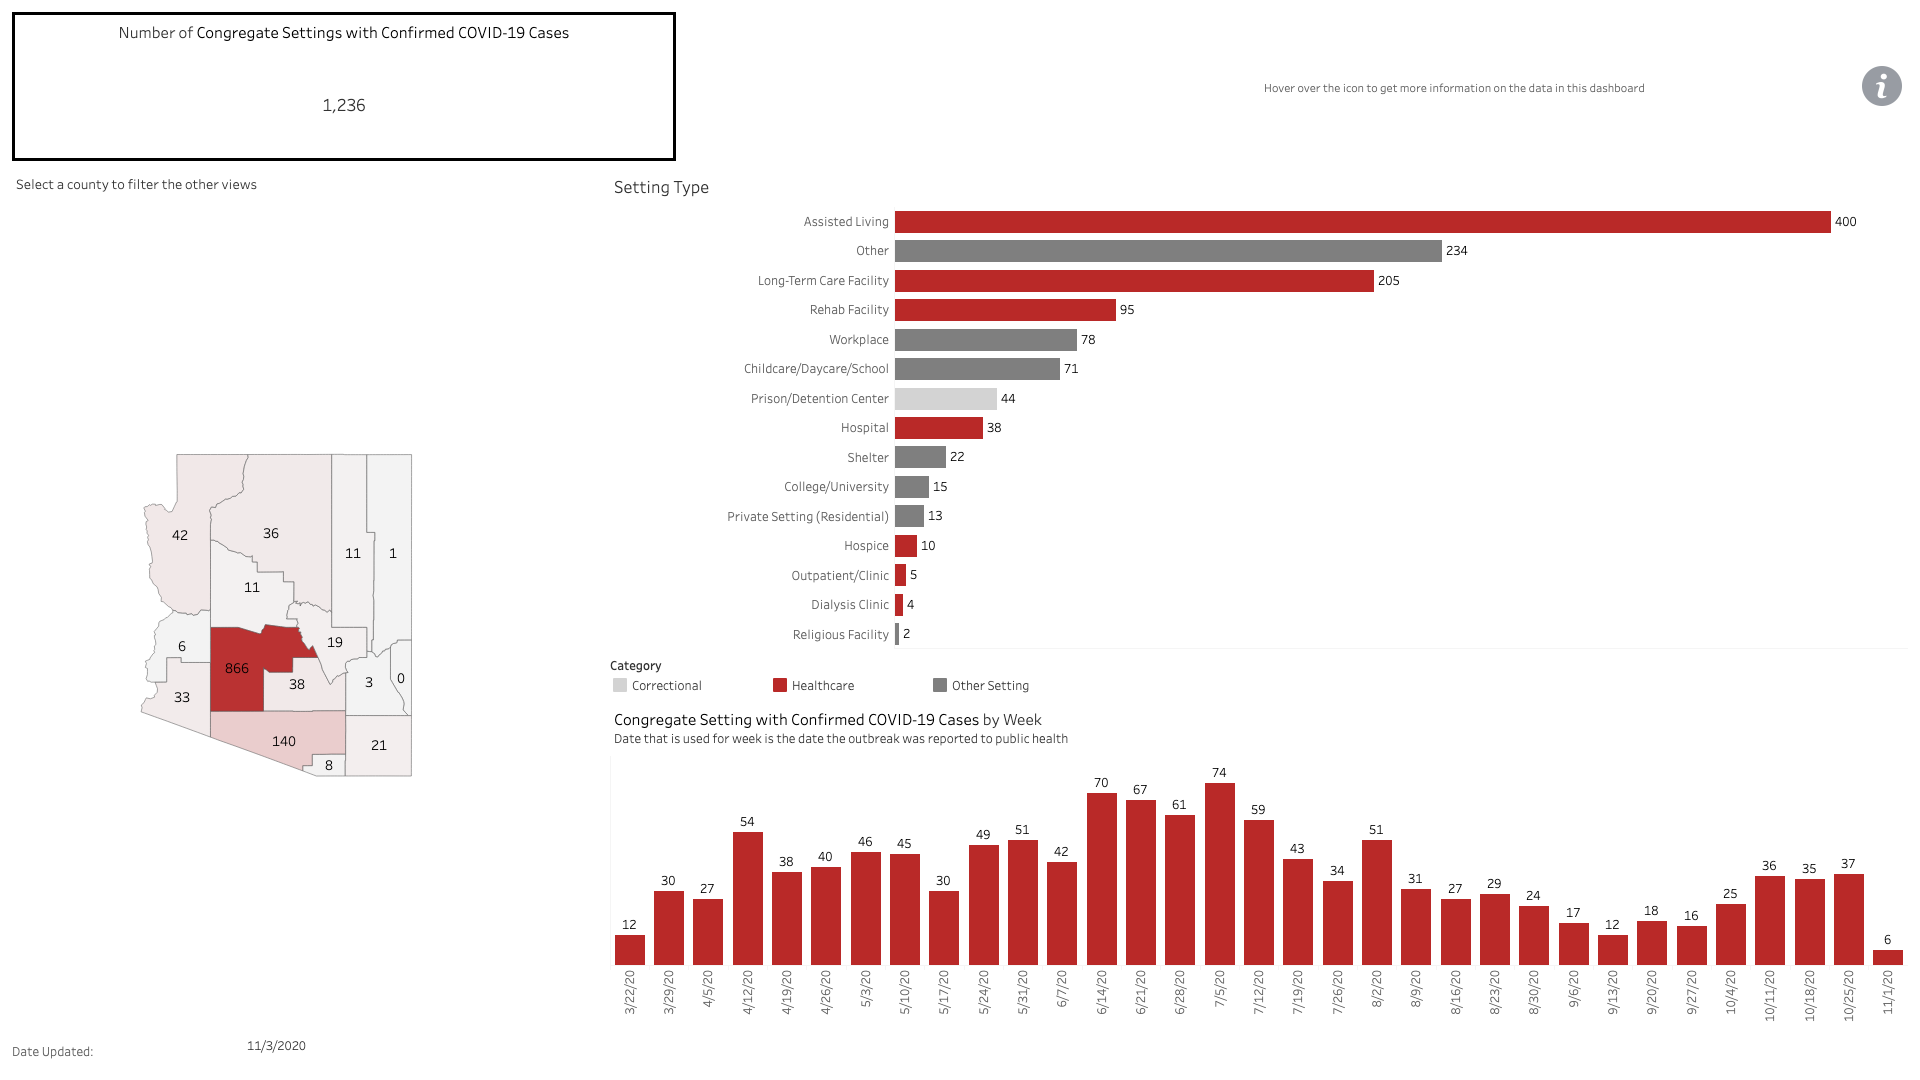 Number of Congregate Settings with Confirmed COVID-19 Cases
1,236
Hover over the icon to get more information on the data in this dashboard
i
Select a county to filter the other views
42
36
11
1
11
6
19
866
38
3
0
33
140
21
8
Setting Type
Assisted Living 400
Other 234
Long-Term Care Facility 205
Rehab Facility 95
Workplace 78
Childcare/Daycare/School 71
Prison/Detention Center 44
Hospital 38
Shelter 22
College/University 15
Private Setting (Residential) 13
Hospice 10
Outpatient/Clinic 5
Dialysis Clinic 4
Religious Facility 2
Category
Correctional Healthcare Other Setting
Congregate Setting with Confirmed COVID-19 Cases by Week
Date that is used for week is the date the outbreak was reported to public health
12 30 27 54 38 40 46 45 30 49 51 42 70 67 61 74 59 43 34 51 31 27 29 24 17 12 18 16 25 36 35 37 6
3/22/20 3/29/20 4/5/20 4/12/20 4/19/20 4/26/20 5/3/20 5/10/20 5/17/20 5/24/20 5/31/20 6/7/20 6/14/20 6/21/20 6/28/20 7/5/20 7/12/20 7/19/20 7/26/20 8/2/20 8/9/20 8/16/20 8/23/20 8/30/20 9/6/20 9/13/20 9/20/20 9/27/20 10/4/20 10/11/20 10/18/20 10/25/20 11/1/20
Date Updated: 11/3/2020